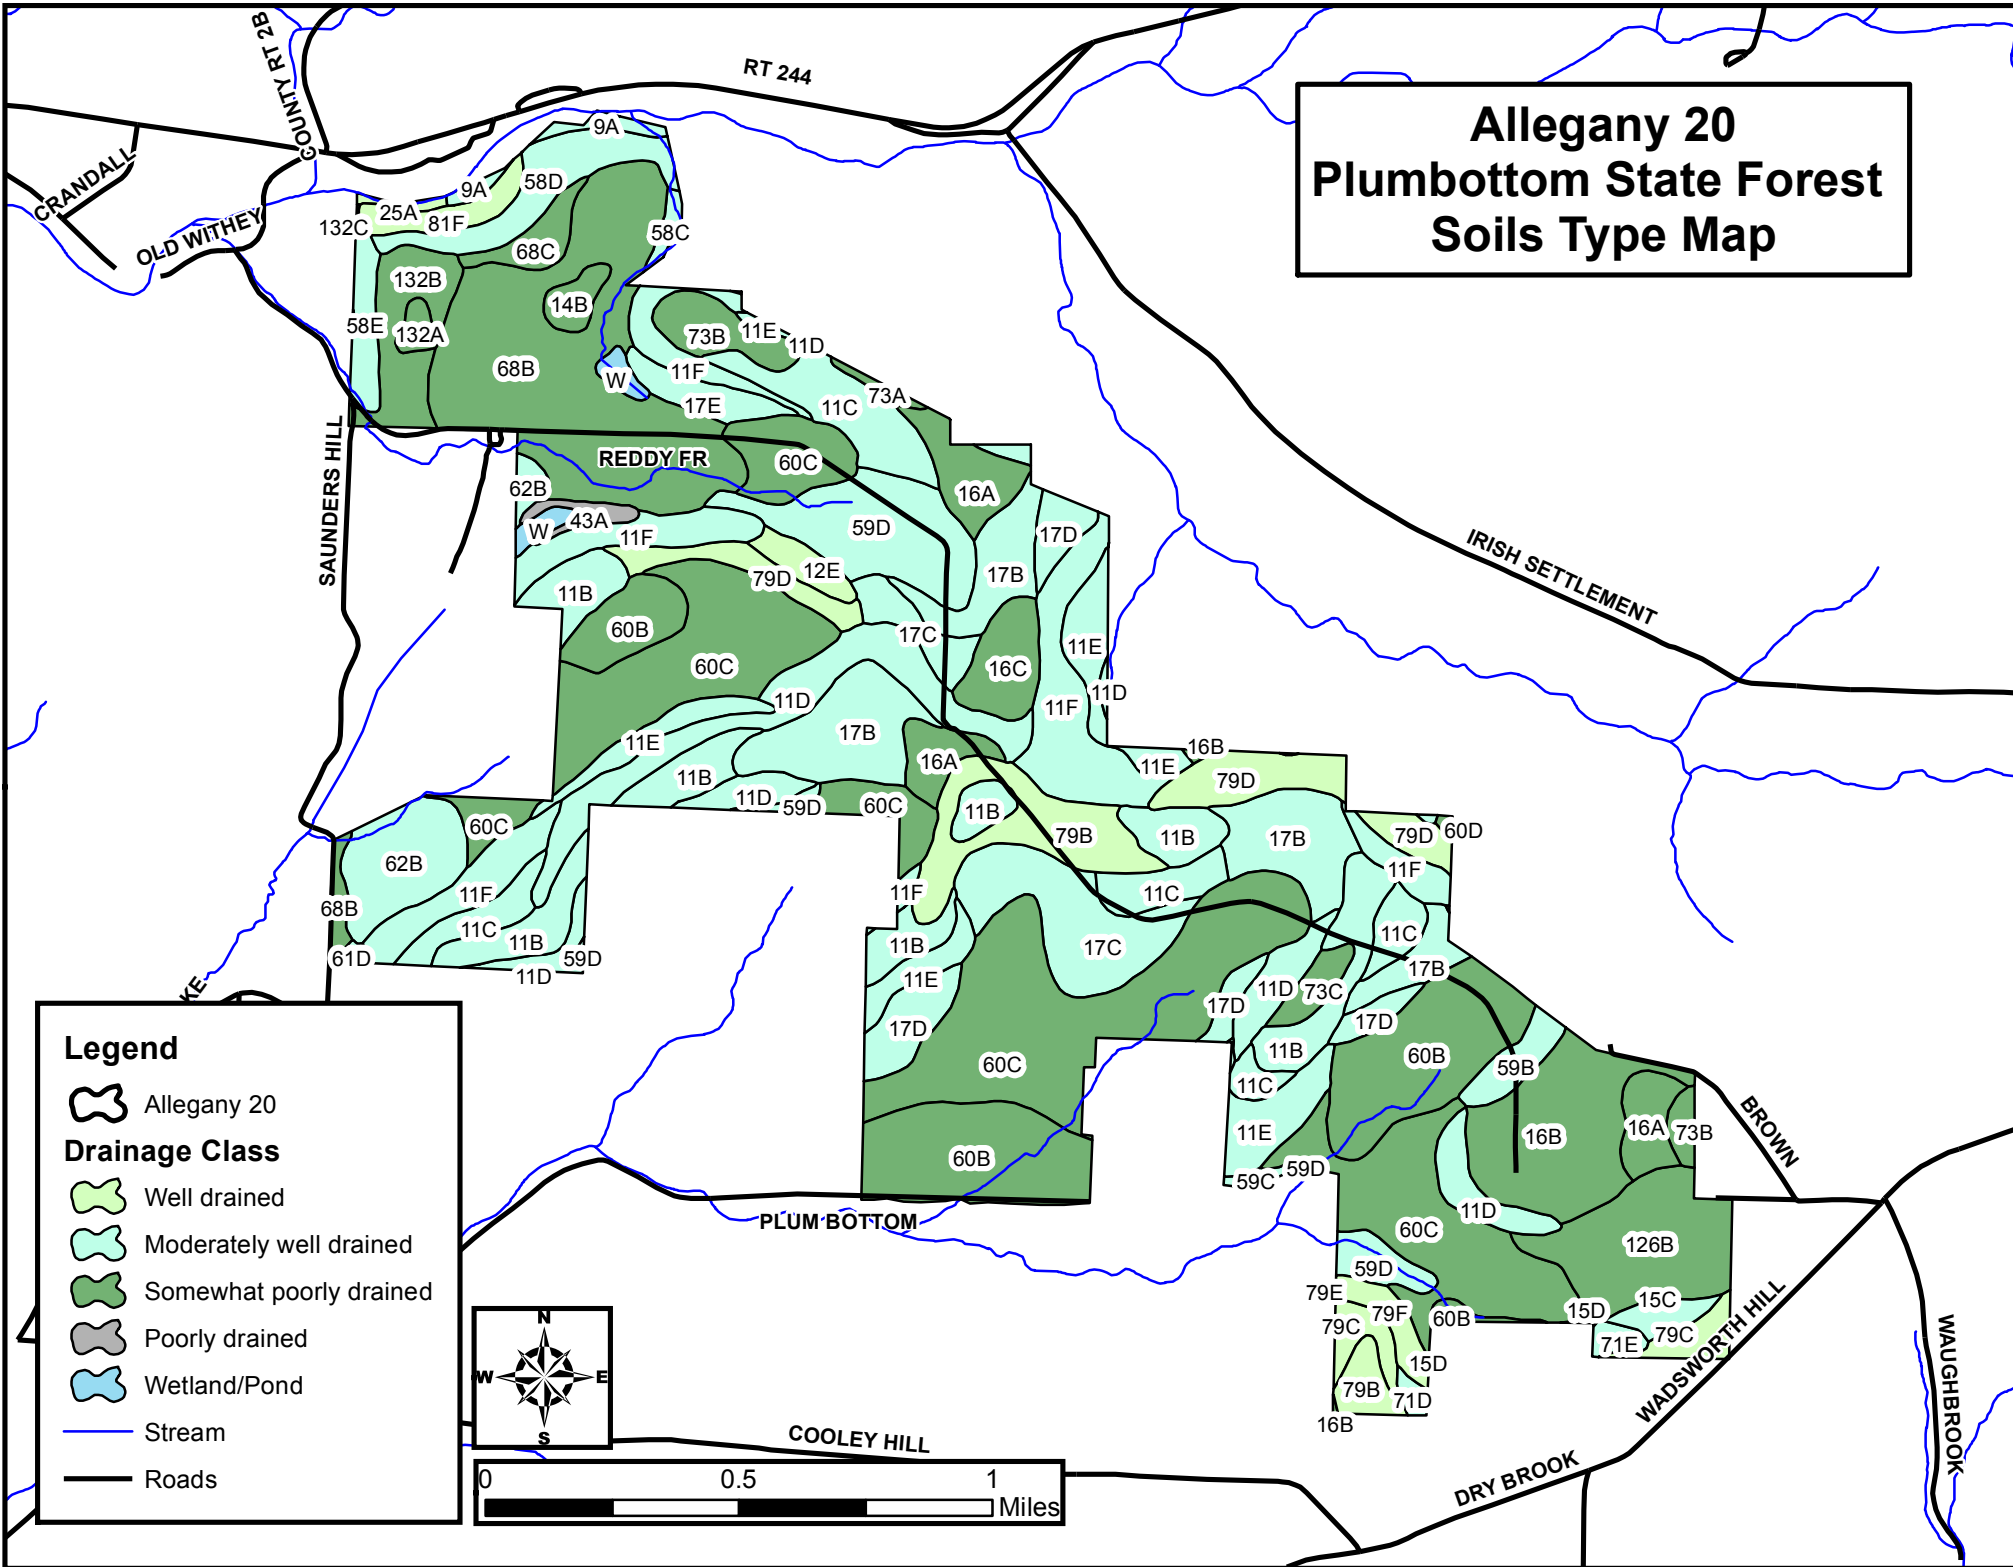 Allegany 20
Plumbottom State Forest
Soils Type Map
COUNTY RT 2B
RT 244
CRANDALL
OLD WITHEY
SAUNDERS HILL
REDDY FR
IRISH SETTLEMENT
KE
BROWN
PLUM BOTTOM
WADSWORTH HILL
WAUGHBROOK
COOLEY HILL
DRY BROOK
9A
9A
58D
25A
81F
132C
58C
68C
132B
14B
58E
132A
73B
11E
11D
68B
W
11F
73A
17E
11C
60C
62B
16A
43A
W
11F
59D
17D
12E
79D
17B
11B
60B
17C
11E
60C
16C
11D
11D
11F
17B
11E
16B
16A
11E
11B
79D
11D
59D
60C
11B
60C
79B
11B
17B
79D
60D
62B
11F
11F
11F
11C
68B
11C
11C
11B
11B
17C
61D
59D
17B
11D
11E
11D
73C
17D
17D
17D
11B
60B
60C
59B
11C
16A
73B
11E
16B
60B
59D
59C
11D
60C
126B
59D
79E
15C
79F
15D
60B
79C
79C
71E
15D
79B
71D
16B
Legend
Allegany 20
Drainage Class
Well drained
Moderately well drained
Somewhat poorly drained
Poorly drained
Wetland/Pond
Stream
Roads
N
W
E
S
0
0.5
1
Miles